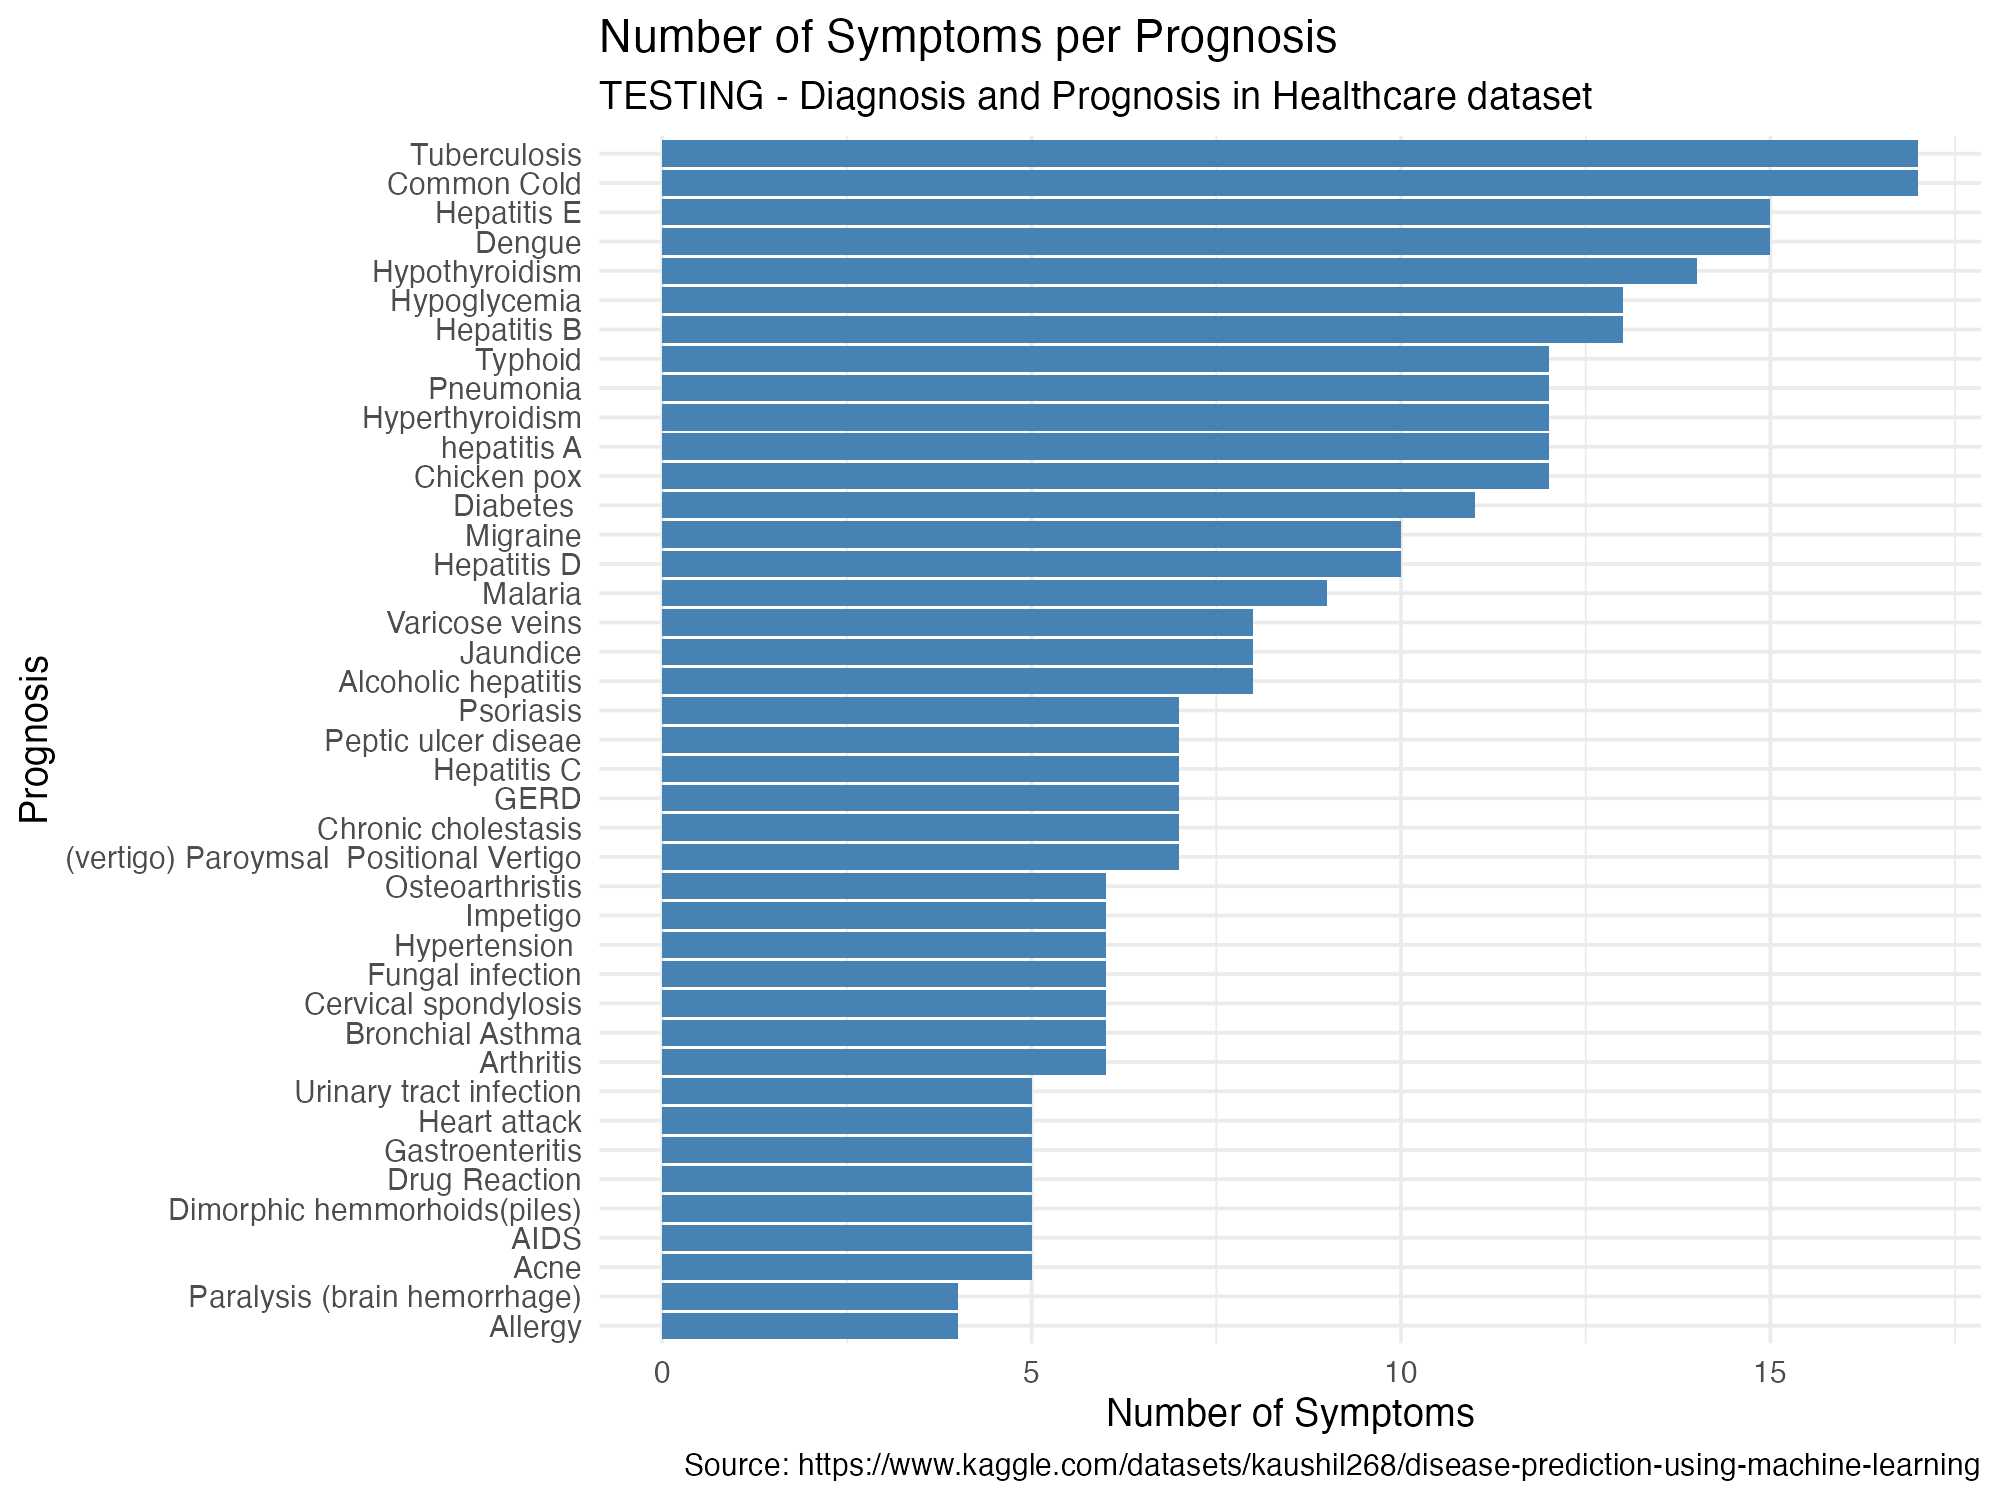 Number of Symptoms per Prognosis
TESTING - Diagnosis and Prognosis in Healthcare dataset
Prognosis
Tuberculosis
Common Cold
Hepatitis E
Dengue
Hypothyroidism
Hypoglycemia
Hepatitis B
Typhoid
Pneumonia
Hyperthyroidism
hepatitis A
Chicken pox
Diabetes
Migraine
Hepatitis D
Malaria
Varicose veins
Jaundice
Alcoholic hepatitis
Psoriasis
Peptic ulcer diseae
Hepatitis C
GERD
Chronic cholestasis
(vertigo) Paroymsal  Positional Vertigo
Osteoarthristis
Impetigo
Hypertension
Fungal infection
Cervical spondylosis
Bronchial Asthma
Arthritis
Urinary tract infection
Heart attack
Gastroenteritis
Drug Reaction
Dimorphic hemmorhoids(piles)
AIDS
Acne
Paralysis (brain hemorrhage)
Allergy
0 5 10 15
Number of Symptoms
Source: https://www.kaggle.com/datasets/kaushil268/disease-prediction-using-machine-learning